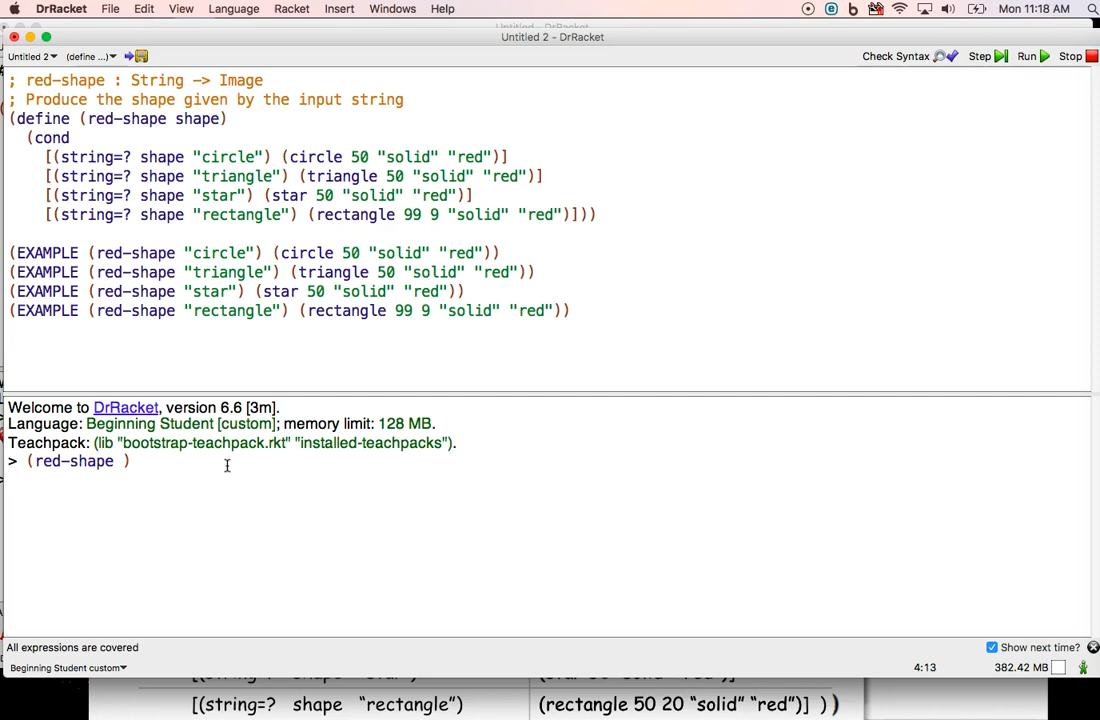 DrRacket File Edit View Language Racket Insert Windows Help Mon 11:18 AM
Untitled 2 - DrRacket
Untitled 2 (define ...) Check Syntax Step Run Stop
; red-shape : String -> Image
; Produce the shape given by the input string
(define (red-shape shape)
(cond
[(string=? shape "circle") (circle 50 "solid" "red")]
[(string=? shape "triangle") (triangle 50 "solid" "red")]
[(string=? shape "star") (star 50 "solid" "red")]
[(string=? shape "rectangle") (rectangle 99 9 "solid" "red")]))
(EXAMPLE (red-shape "circle") (circle 50 "solid" "red"))
(EXAMPLE (red-shape "triangle") (triangle 50 "solid" "red"))
(EXAMPLE (red-shape "star") (star 50 "solid" "red"))
(EXAMPLE (red-shape "rectangle") (rectangle 99 9 "solid" "red"))
Welcome to DrRacket, version 6.6 [3m].
Language: Beginning Student [custom]; memory limit: 128 MB.
Teachpack: (lib "bootstrap-teachpack.rkt" "installed-teachpacks").
> (red-shape )
All expressions are covered Show next time?
Beginning Student custom 4:13 382.42 MB
[(string=? shape “rectangle”) (rectangle 50 20 “solid” “red”)] ) )